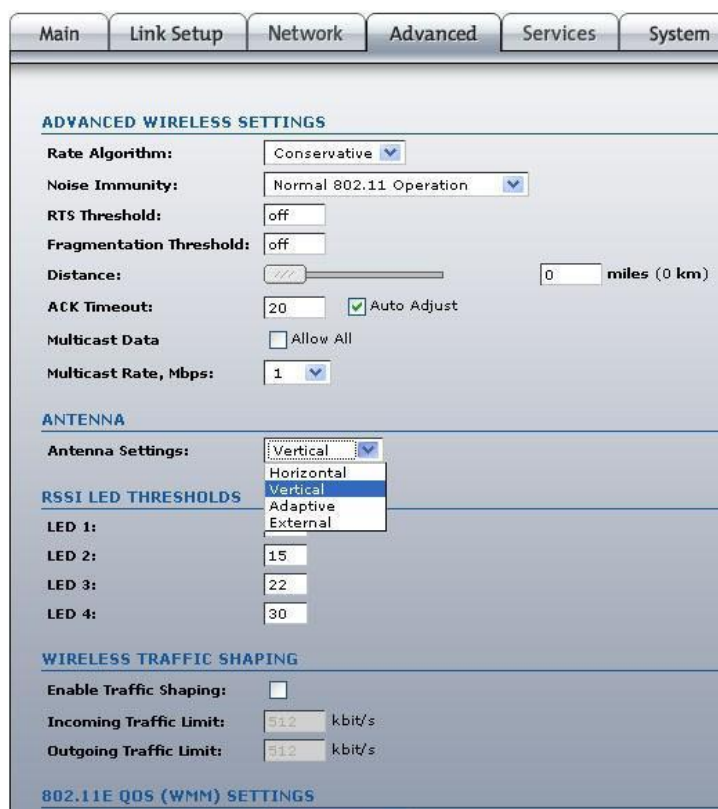 Main Link Setup Network Advanced Services System
ADVANCED WIRELESS SETTINGS
Rate Algorithm: Conservative
Noise Immunity: Normal 802.11 Operation
RTS Threshold: off
Fragmentation Threshold: off
Distance: 0 miles (0 km)
ACK Timeout: 20 Auto Adjust
Multicast Data Allow All
Multicast Rate, Mbps: 1
ANTENNA
Antenna Settings: Vertical
Horizontal
Vertical
Adaptive
External
RSSI LED THRESHOLDS
LED 1:
LED 2: 15
LED 3: 22
LED 4: 30
WIRELESS TRAFFIC SHAPING
Enable Traffic Shaping:
Incoming Traffic Limit: 512 kbit/s
Outgoing Traffic Limit: 512 kbit/s
802.11E QOS (WMM) SETTINGS